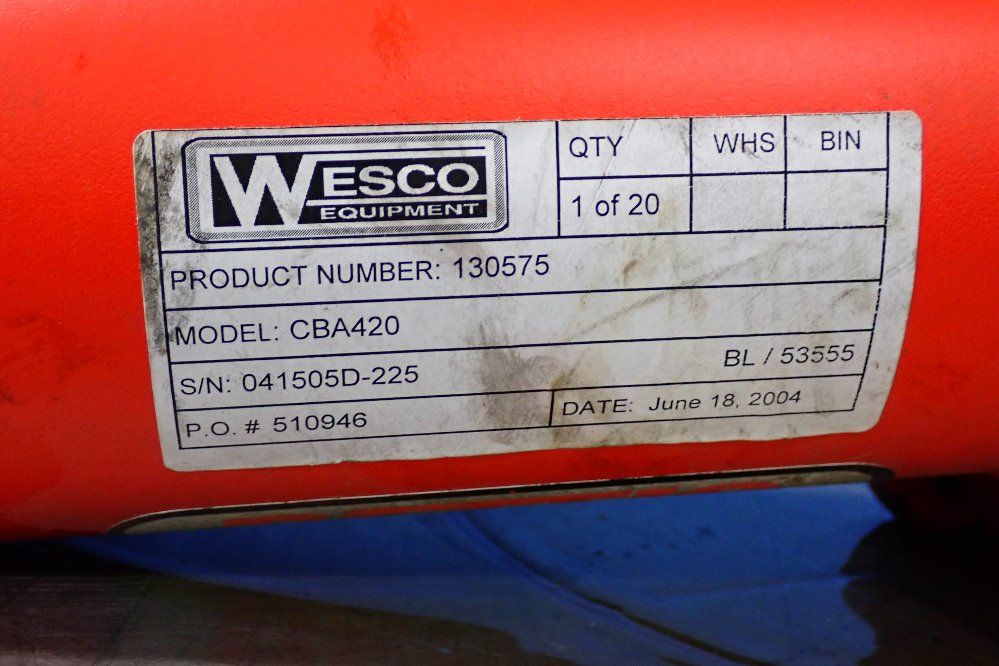 WESCO
EQUIPMENT
QTY WHS BIN
1 of 20
PRODUCT NUMBER: 130575
MODEL: CBA420
S/N: 041505D-225 BL / 53555
P.O. # 510946 DATE: June 18, 2004